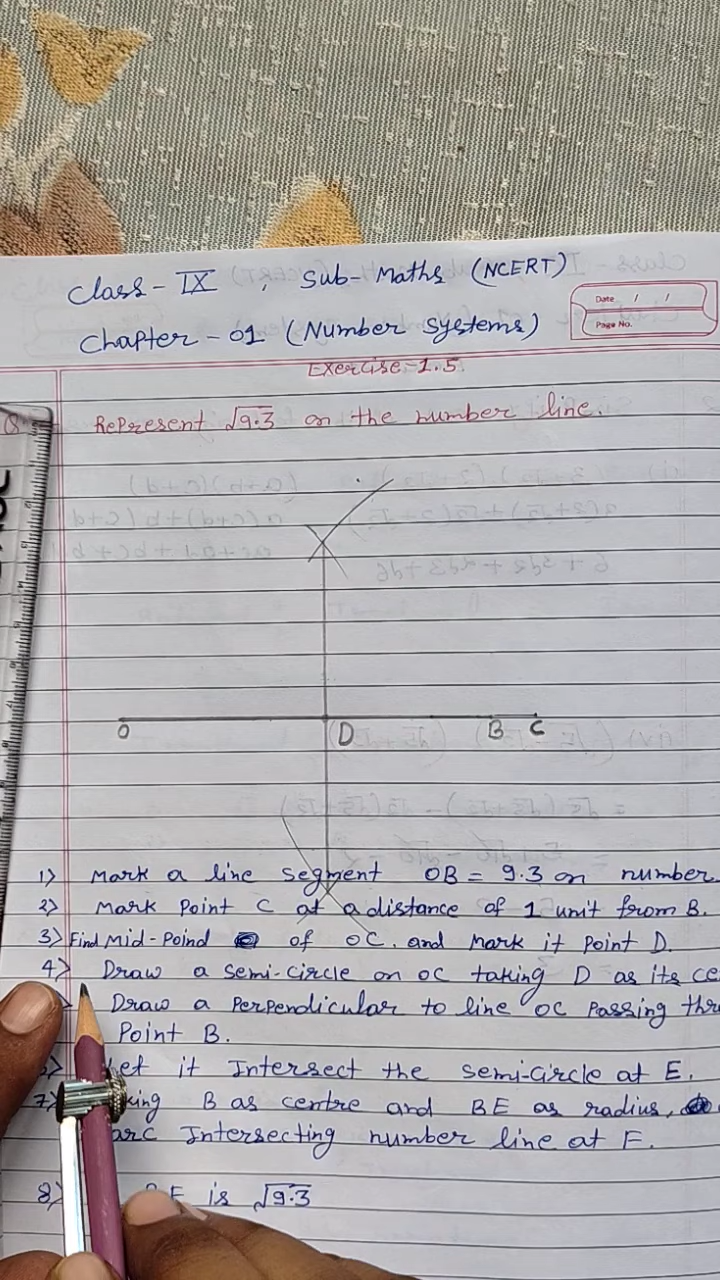 Class - IX , Sub- Maths (NCERT)
Chapter - 01 (Number Systems)
Date / /
Page No.
Exercise-1.5
Represent √9.3 on the number line.
O D B C
1) Mark a line segment OB = 9.3 on number
2) Mark Point C at a distance of 1 unit from B.
3) Find Mid-Poind of OC. and Mark it Point D.
4) Draw a semi-circle on OC taking D as its ce
Draw a Perpendicular to line OC Passing thr
Point B.
Let it Intersect the semi-circle at E.
7) king B as centre and BE as radius,
arc Intersecting number line at F.
8) is √9.3